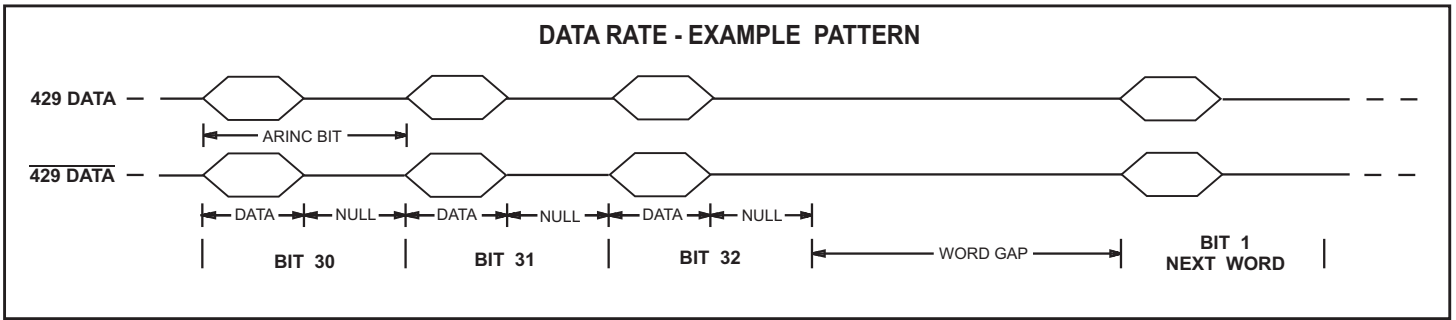 DATA RATE - EXAMPLE PATTERN
429 DATA
ARINC BIT
429 DATA
DATA NULL DATA NULL DATA NULL
BIT 30 BIT 31 BIT 32 WORD GAP BIT 1
NEXT WORD